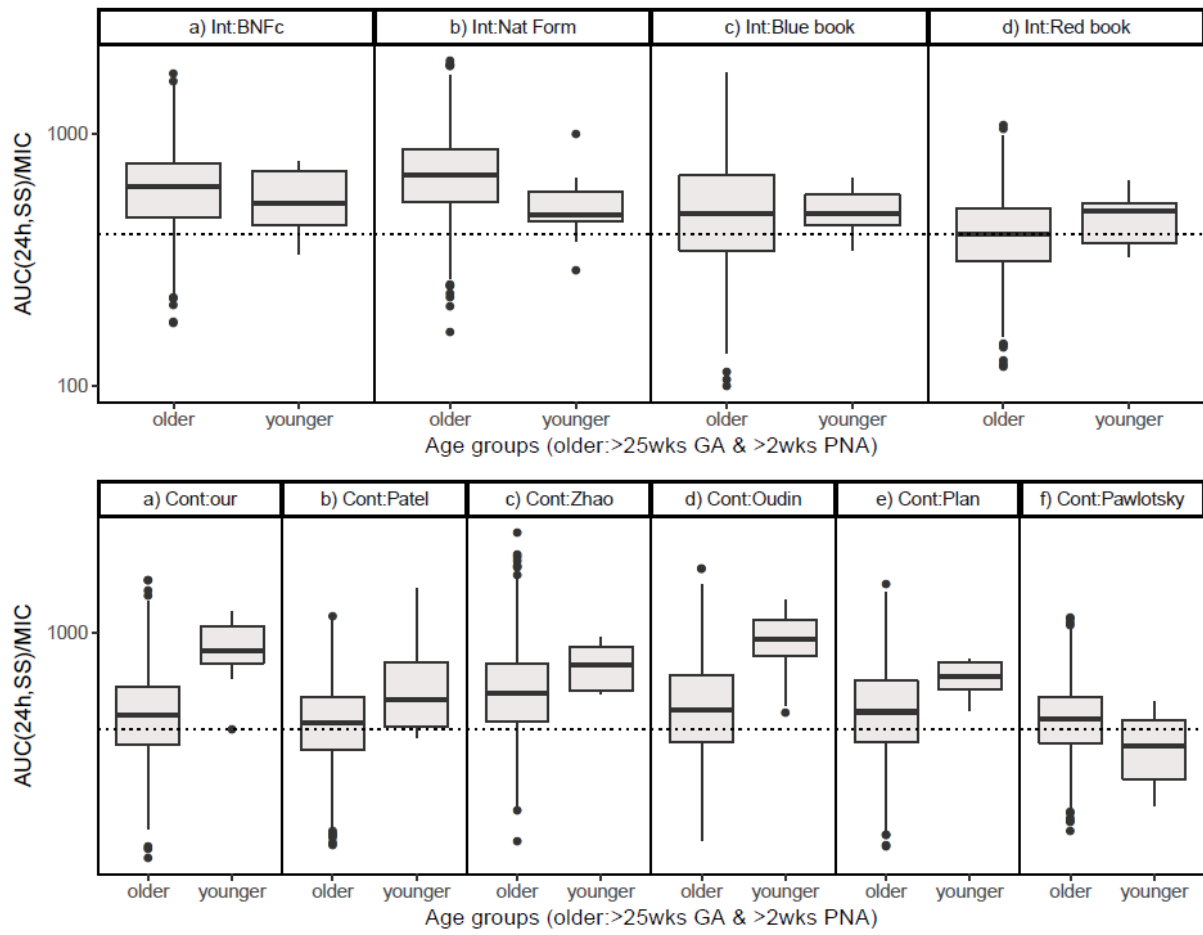 a) Int:BNFc b) Int:Nat Form c) Int:Blue book d) Int:Red book
AUC(24h,SS)/MIC
1000
100
older younger older younger older younger older younger
Age groups (older:>25wks GA & >2wks PNA)
a) Cont:our b) Cont:Patel c) Cont:Zhao d) Cont:Oudin e) Cont:Plan f) Cont:Pawlotsky
AUC(24h,SS)/MIC
1000
older younger older younger older younger older younger older younger older younger
Age groups (older:>25wks GA & >2wks PNA)